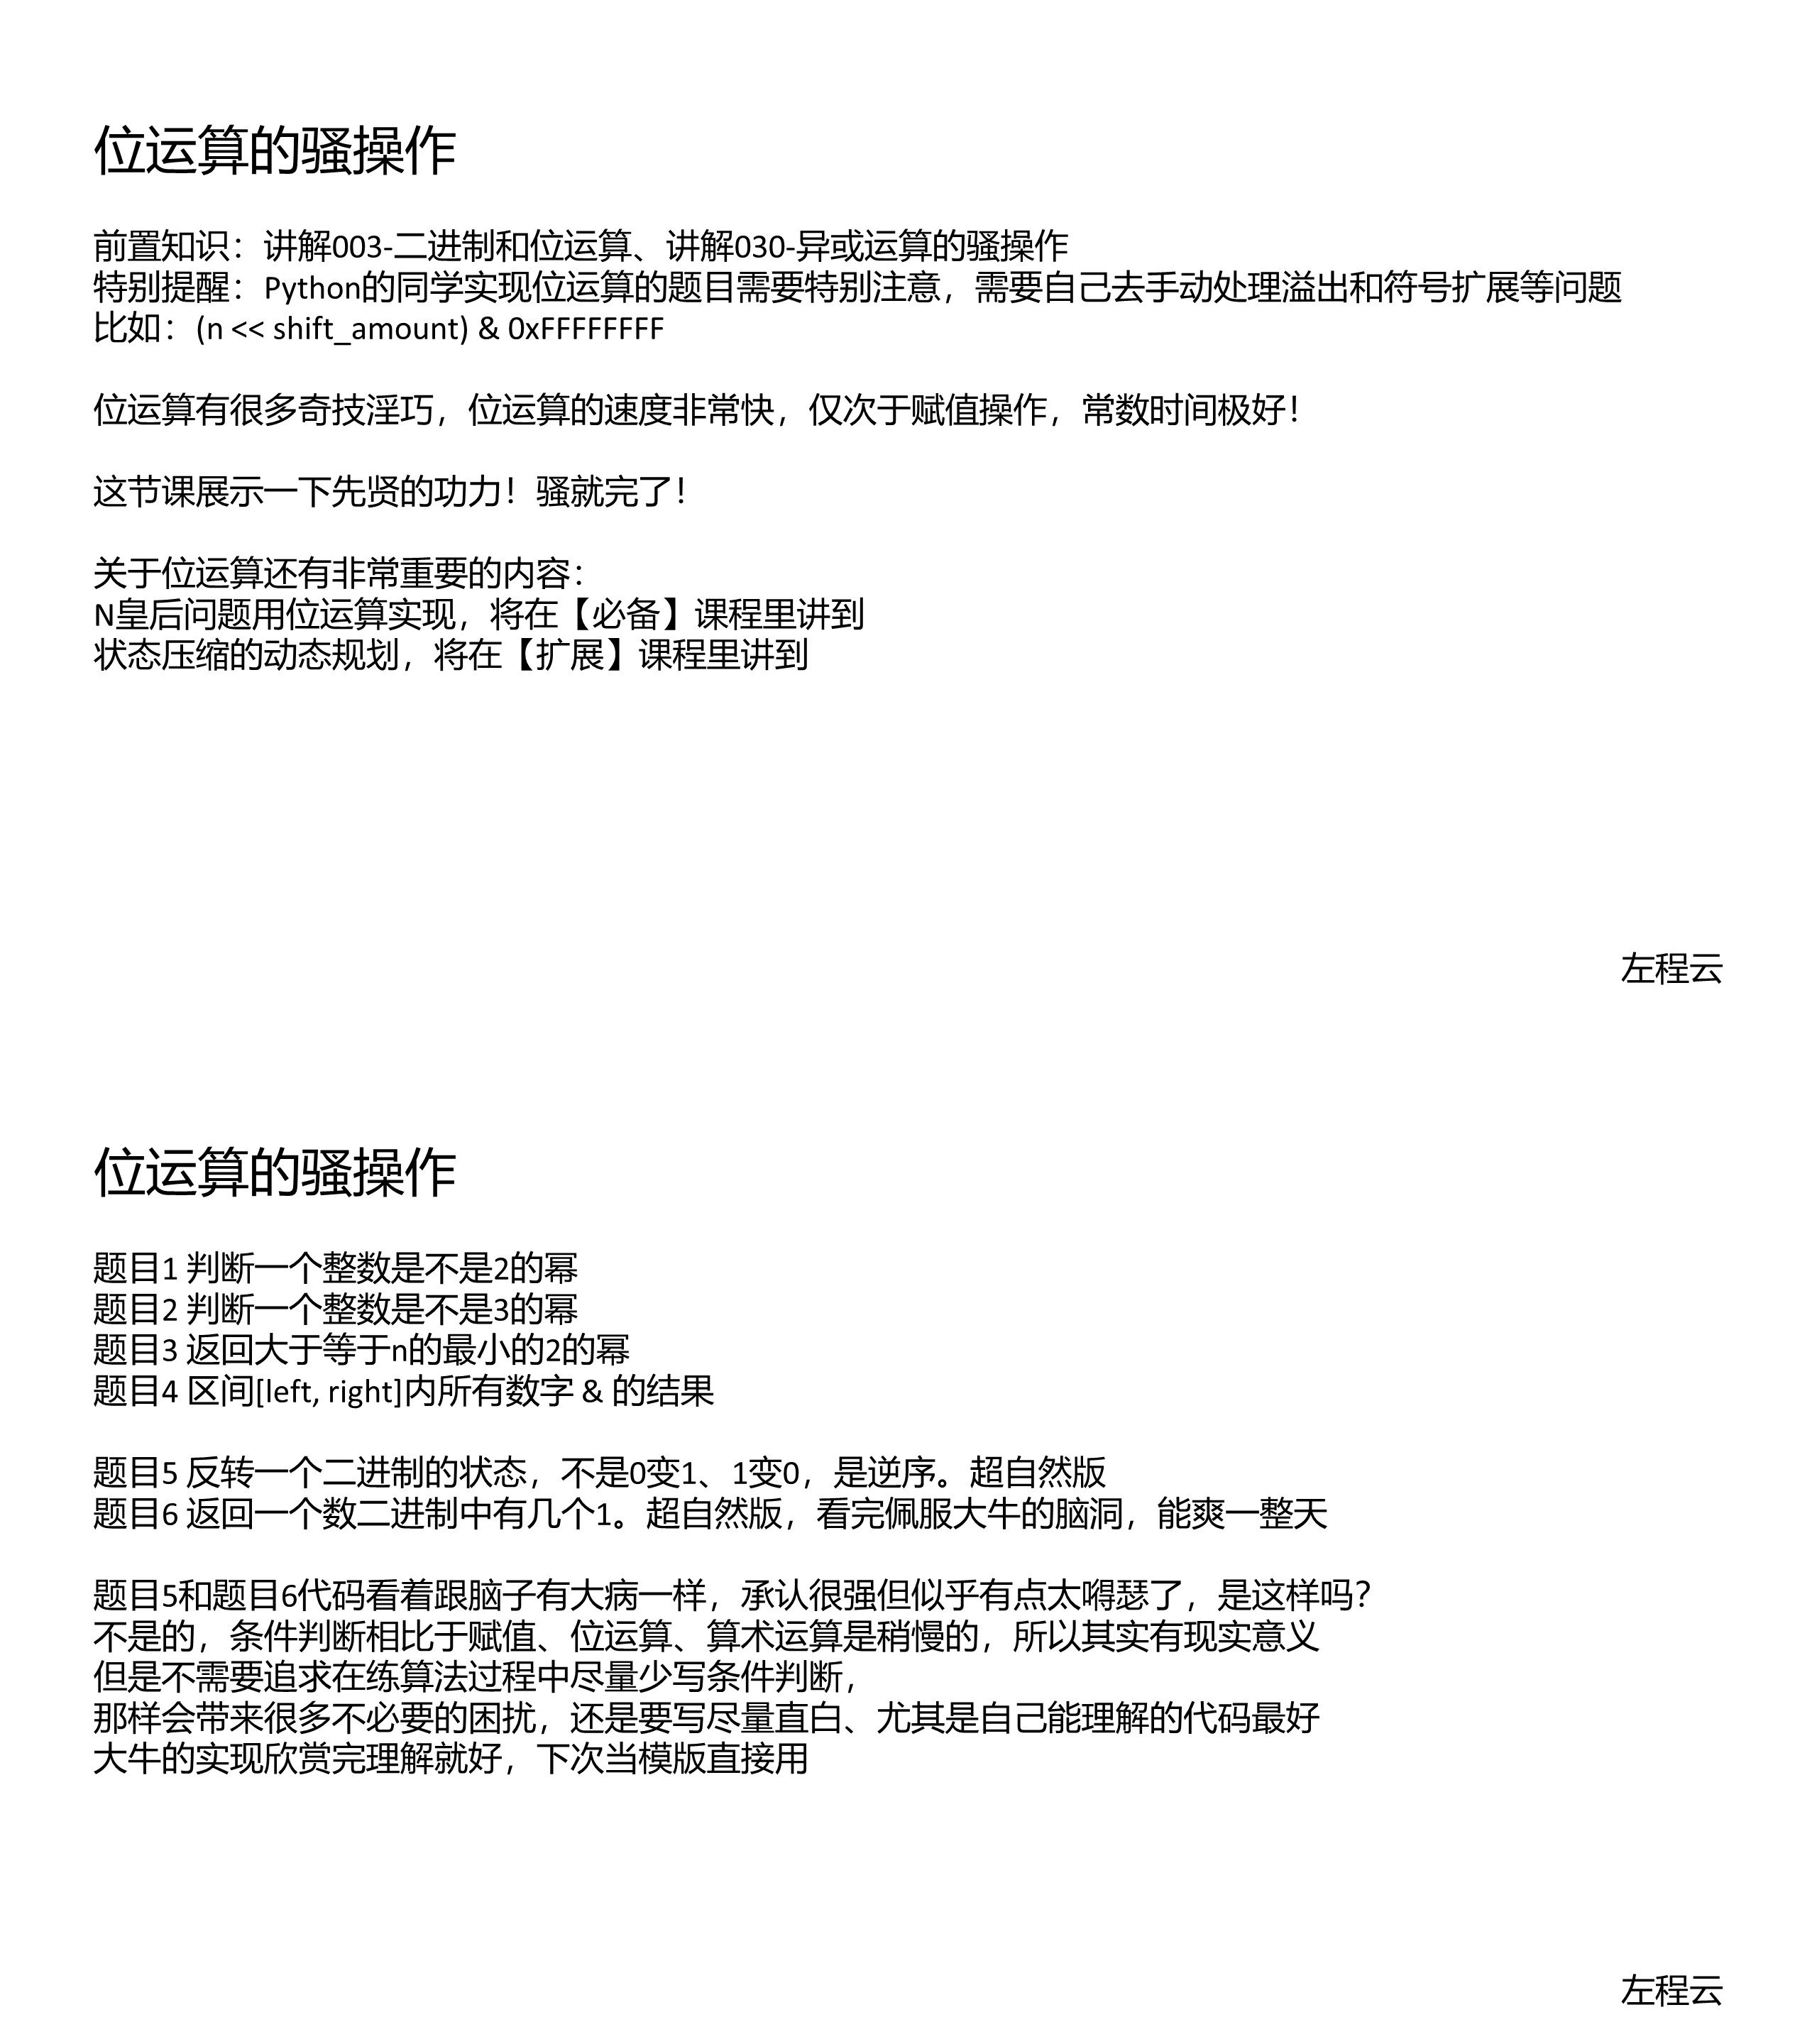 位运算的骚操作
前置知识：讲解003-二进制和位运算、讲解030-异或运算的骚操作
特别提醒：Python的同学实现位运算的题目需要特别注意，需要自己去手动处理溢出和符号扩展等问题
比如：(n << shift_amount) & 0xFFFFFFFF
位运算有很多奇技淫巧，位运算的速度非常快，仅次于赋值操作，常数时间极好！
这节课展示一下先贤的功力！骚就完了！
关于位运算还有非常重要的内容：
N皇后问题用位运算实现，将在【必备】课程里讲到
状态压缩的动态规划，将在【扩展】课程里讲到
左程云
位运算的骚操作
题目1 判断一个整数是不是2的幂
题目2 判断一个整数是不是3的幂
题目3 返回大于等于n的最小的2的幂
题目4 区间[left, right]内所有数字 & 的结果
题目5 反转一个二进制的状态，不是0变1、1变0，是逆序。超自然版
题目6 返回一个数二进制中有几个1。超自然版，看完佩服大牛的脑洞，能爽一整天
题目5和题目6代码看着跟脑子有大病一样，承认很强但似乎有点太嘚瑟了，是这样吗？
不是的，条件判断相比于赋值、位运算、算术运算是稍慢的，所以其实有现实意义
但是不需要追求在练算法过程中尽量少写条件判断，
那样会带来很多不必要的困扰，还是要写尽量直白、尤其是自己能理解的代码最好
大牛的实现欣赏完理解就好，下次当模版直接用
左程云